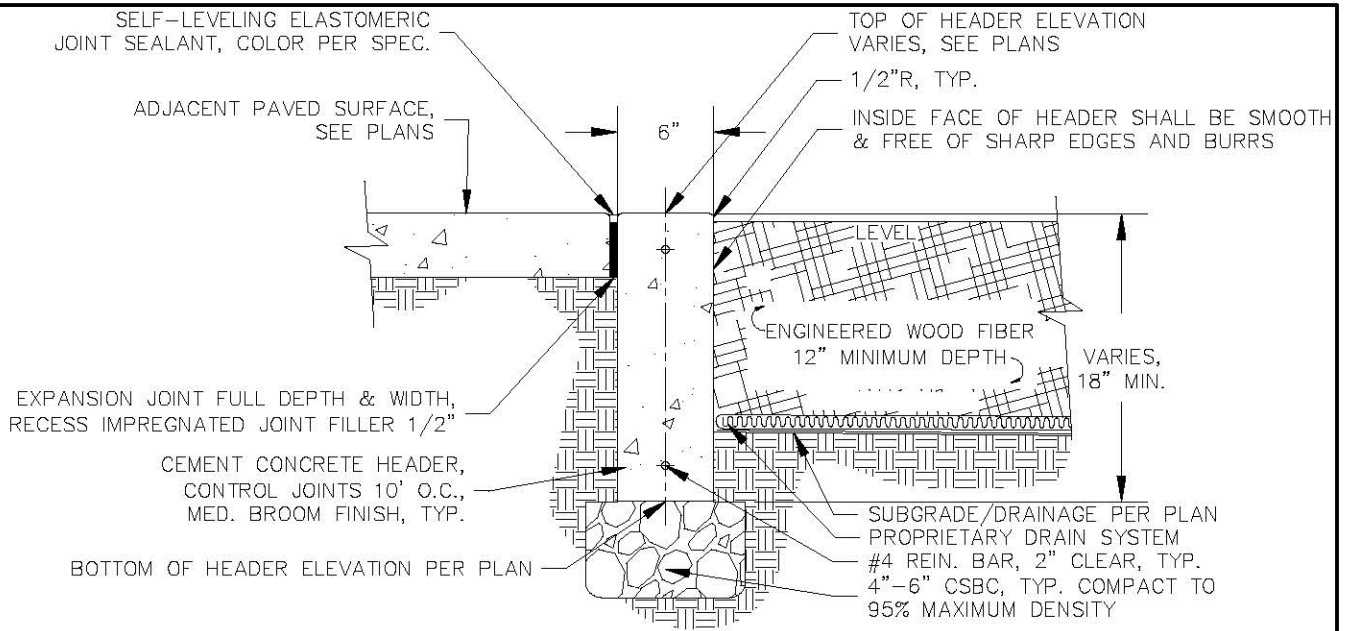 SELF-LEVELING ELASTOMERIC
JOINT SEALANT, COLOR PER SPEC.
ADJACENT PAVED SURFACE,
SEE PLANS
6"
TOP OF HEADER ELEVATION
VARIES, SEE PLANS
1/2"R, TYP.
INSIDE FACE OF HEADER SHALL BE SMOOTH
& FREE OF SHARP EDGES AND BURRS
LEVEL
ENGINEERED WOOD FIBER
12" MINIMUM DEPTH
VARIES,
18" MIN.
EXPANSION JOINT FULL DEPTH & WIDTH,
RECESS IMPREGNATED JOINT FILLER 1/2"
CEMENT CONCRETE HEADER,
CONTROL JOINTS 10' O.C.,
MED. BROOM FINISH, TYP.
BOTTOM OF HEADER ELEVATION PER PLAN
SUBGRADE/DRAINAGE PER PLAN
PROPRIETARY DRAIN SYSTEM
#4 REIN. BAR, 2" CLEAR, TYP.
4"-6" CSBC, TYP. COMPACT TO
95% MAXIMUM DENSITY